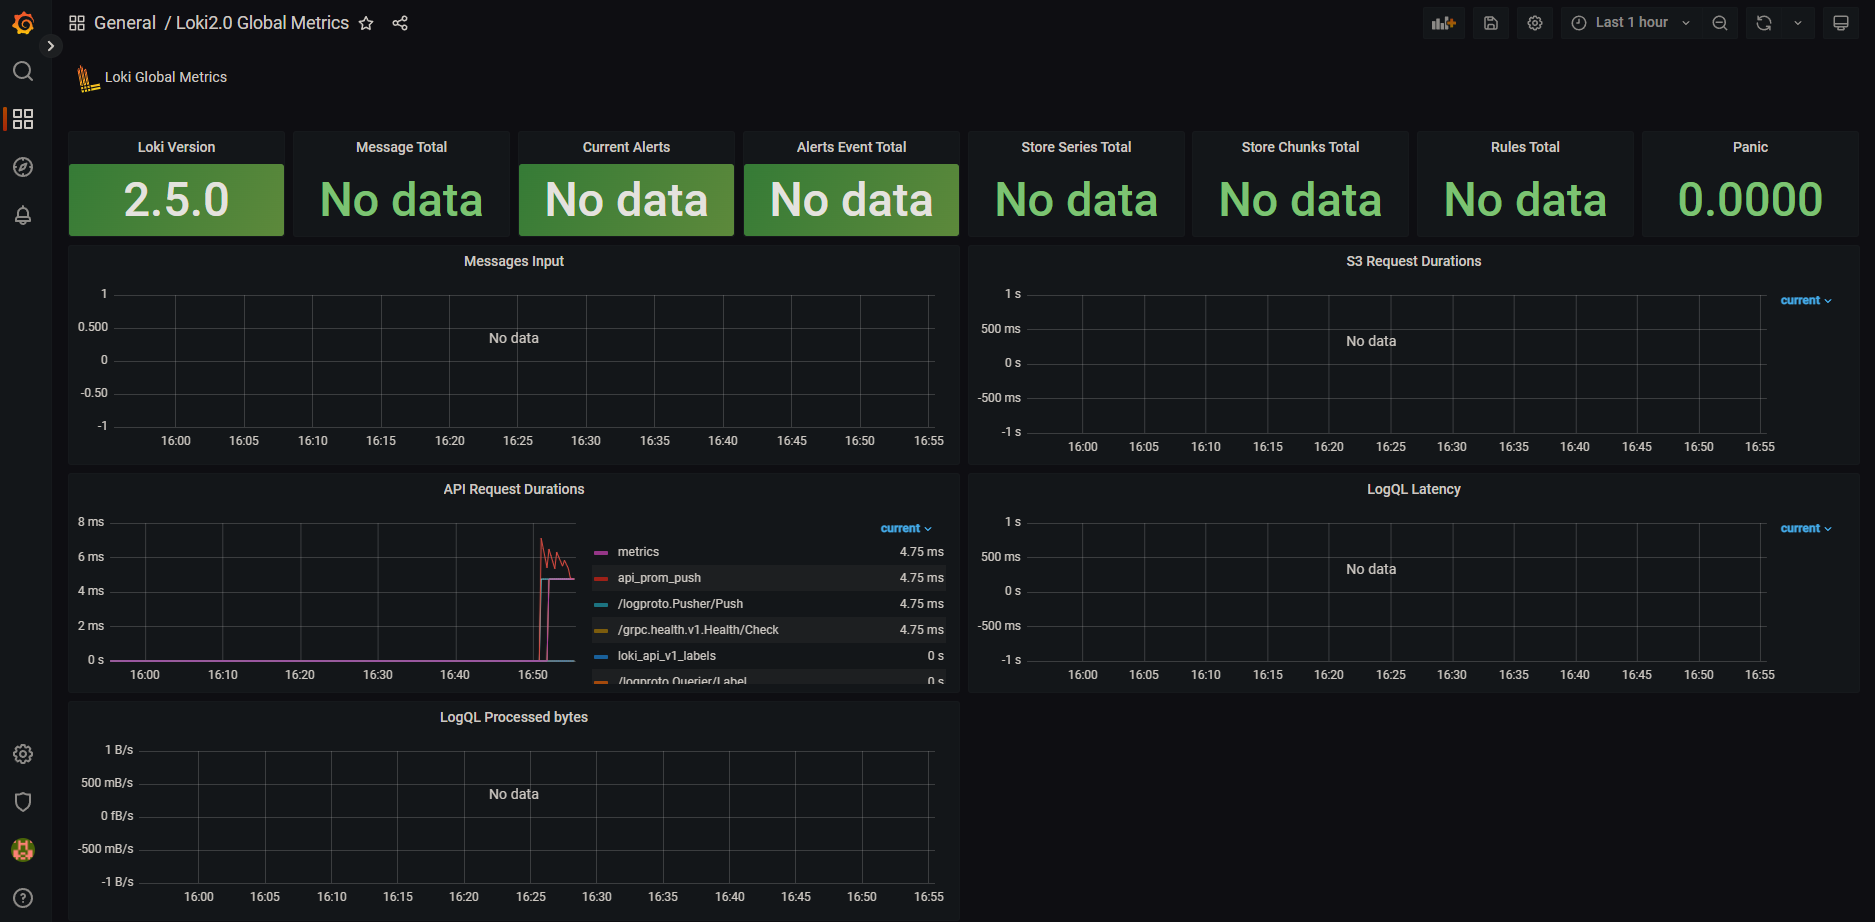 General / Loki2.0 Global Metrics
Last 1 hour
Loki Global Metrics
Loki Version
2.5.0
Message Total
No data
Current Alerts
No data
Alerts Event Total
No data
Store Series Total
No data
Store Chunks Total
No data
Rules Total
No data
Panic
0.0000
Messages Input
1
0.500
0
-0.50
-1
No data
16:00 16:05 16:10 16:15 16:20 16:25 16:30 16:35 16:40 16:45 16:50 16:55
S3 Request Durations
1 s
500 ms
0 s
-500 ms
-1 s
No data
current
16:00 16:05 16:10 16:15 16:20 16:25 16:30 16:35 16:40 16:45 16:50 16:55
API Request Durations
8 ms
6 ms
4 ms
2 ms
0 s
16:00 16:10 16:20 16:30 16:40 16:50
current
metrics 4.75 ms
api_prom_push 4.75 ms
/logproto.Pusher/Push 4.75 ms
/grpc.health.v1.Health/Check 4.75 ms
loki_api_v1_labels 0 s
/logproto.Querier/Label 0 s
LogQL Latency
1 s
500 ms
0 s
-500 ms
-1 s
No data
current
16:00 16:05 16:10 16:15 16:20 16:25 16:30 16:35 16:40 16:45 16:50 16:55
LogQL Processed bytes
1 B/s
500 mB/s
0 fB/s
-500 mB/s
-1 B/s
No data
16:00 16:05 16:10 16:15 16:20 16:25 16:30 16:35 16:40 16:45 16:50 16:55